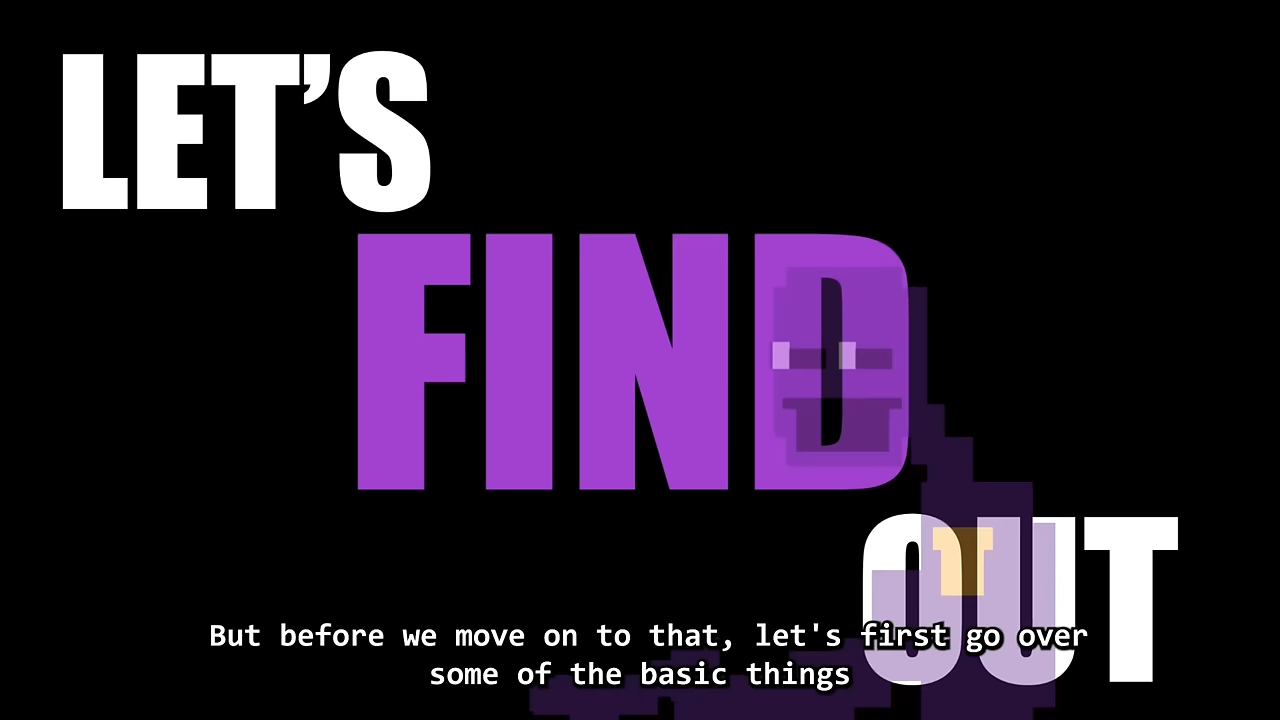 LET’S
FIND
OUT
But before we move on to that, let's first go over
some of the basic things